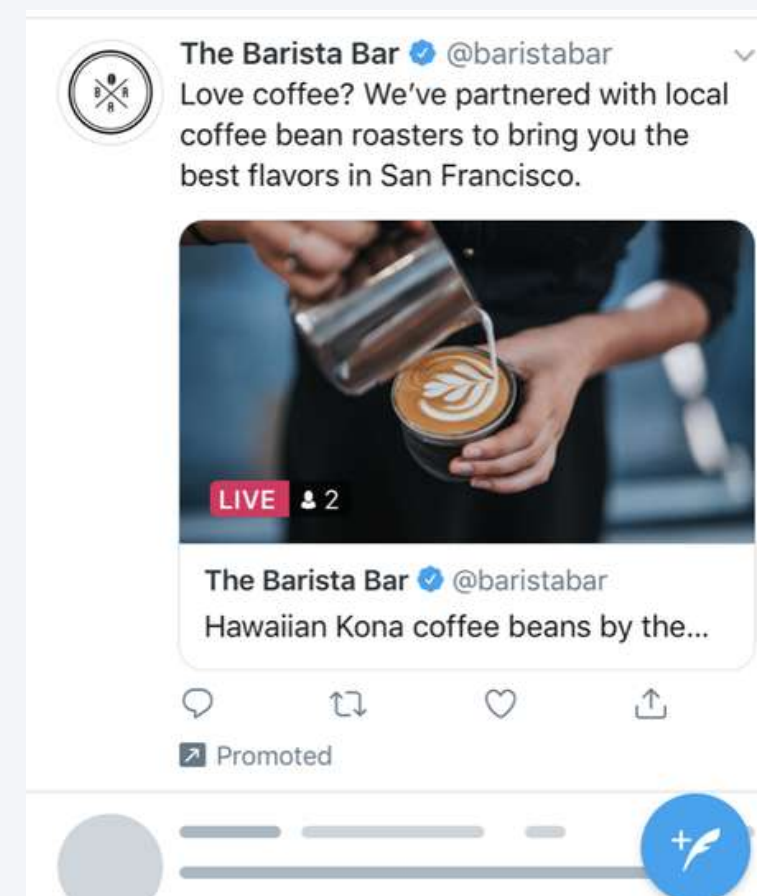 The Barista Bar @baristabar
Love coffee? We’ve partnered with local
coffee bean roasters to bring you the
best flavors in San Francisco.
B A R
R
LIVE 2
The Barista Bar @baristabar
Hawaiian Kona coffee beans by the...
Promoted